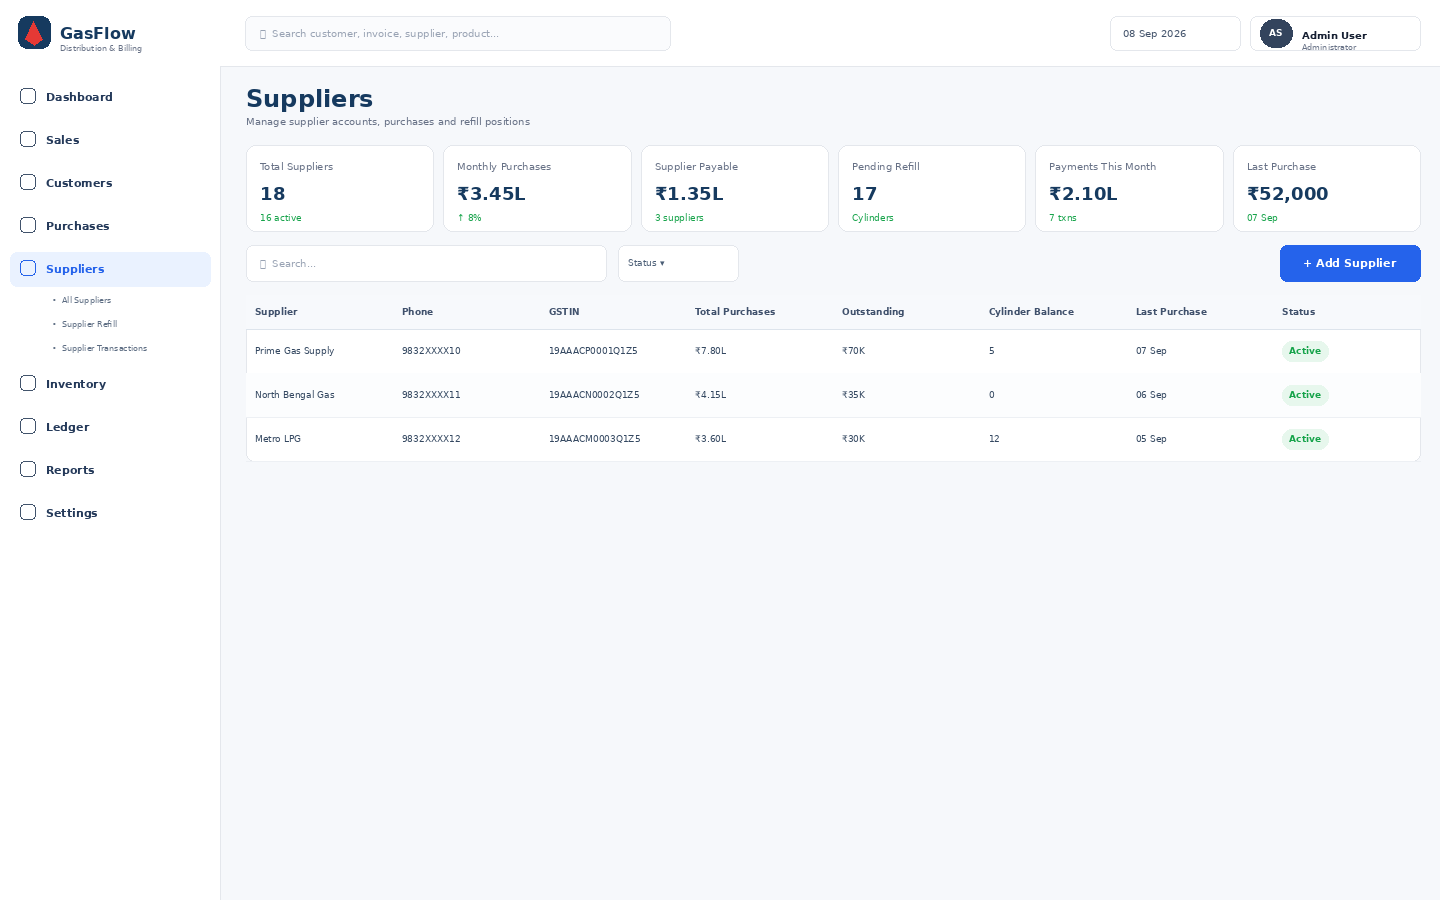 GasFlow
Distribution & Billing
Search customer, invoice, supplier, product...
08 Sep 2026
AS
Admin User
Administrator
Dashboard
Sales
Customers
Purchases
Suppliers
• All Suppliers
• Supplier Refill
• Supplier Transactions
Inventory
Ledger
Reports
Settings
Suppliers
Manage supplier accounts, purchases and refill positions
Total Suppliers
18
16 active
Monthly Purchases
₹3.45L
↑ 8%
Supplier Payable
₹1.35L
3 suppliers
Pending Refill
17
Cylinders
Payments This Month
₹2.10L
7 txns
Last Purchase
₹52,000
07 Sep
Search...
Status ▾
+ Add Supplier
Supplier Phone GSTIN Total Purchases Outstanding Cylinder Balance Last Purchase Status
Prime Gas Supply 9832XXXX10 19AAACP0001Q1Z5 ₹7.80L ₹70K 5 07 Sep Active
North Bengal Gas 9832XXXX11 19AAACN0002Q1Z5 ₹4.15L ₹35K 0 06 Sep Active
Metro LPG 9832XXXX12 19AAACM0003Q1Z5 ₹3.60L ₹30K 12 05 Sep Active